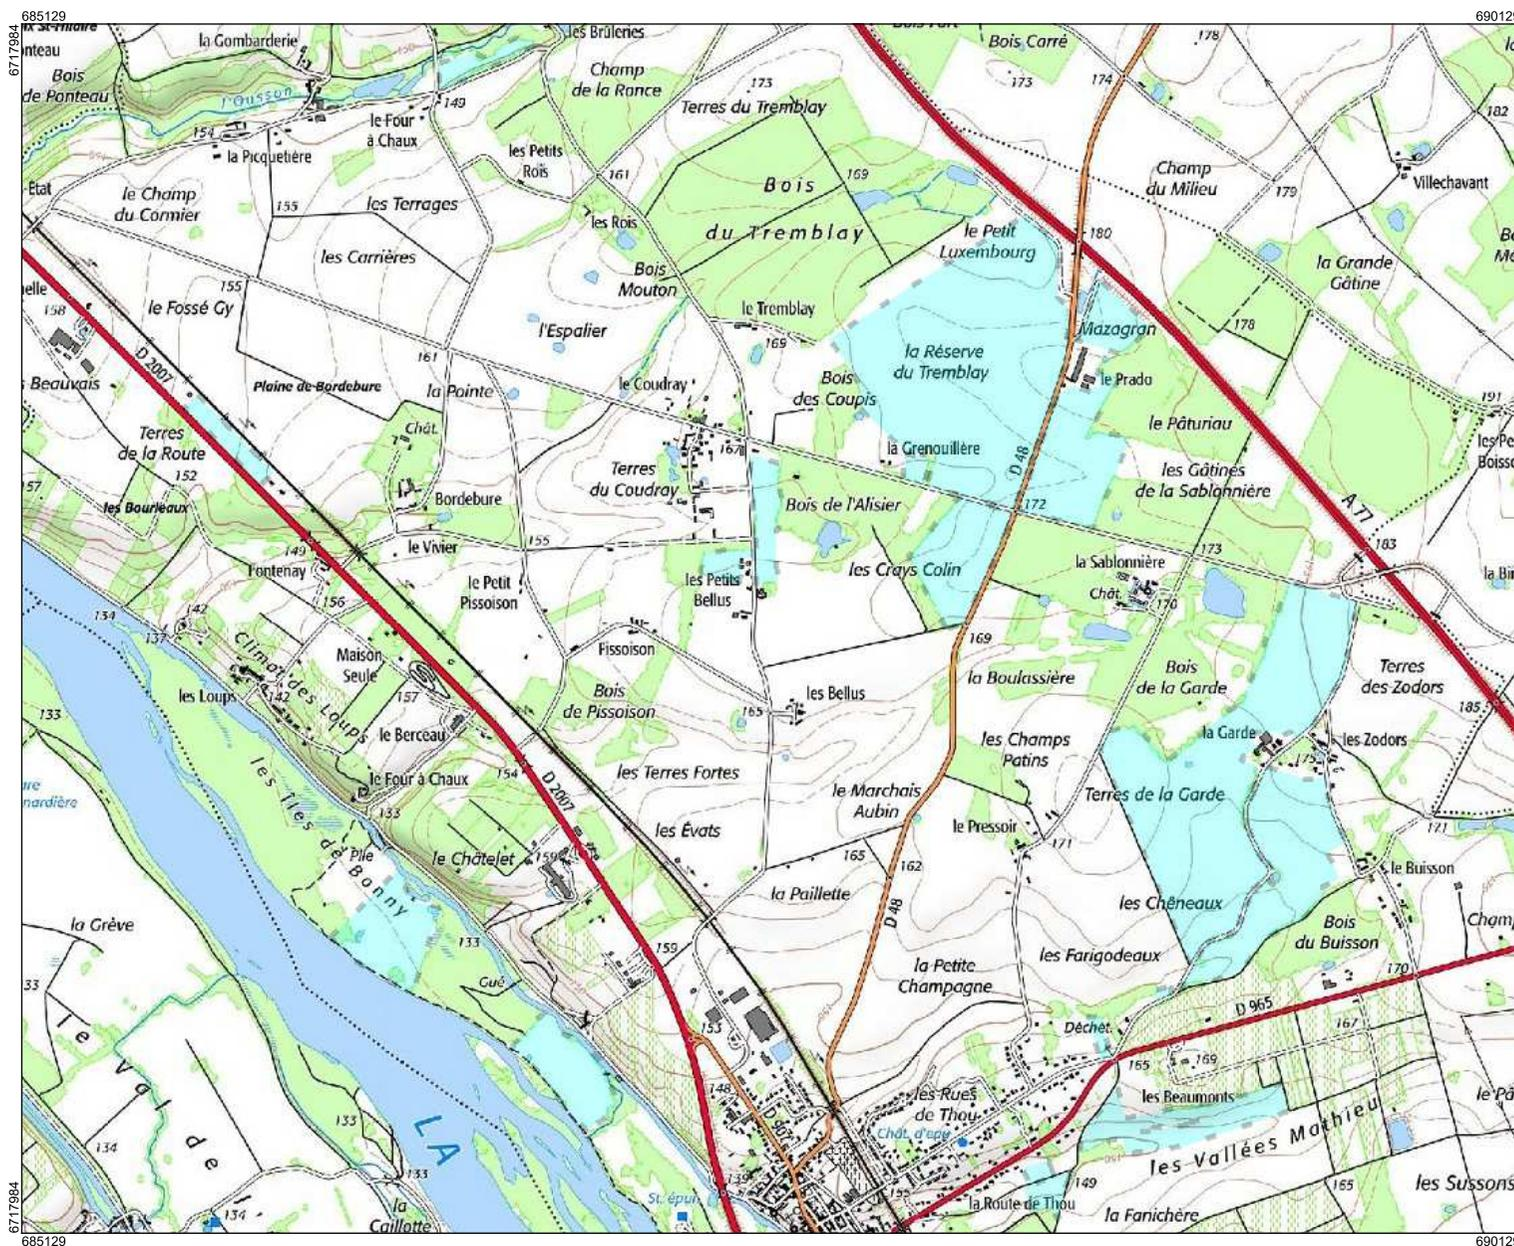 685129
690129
6717984
la Gombarderie
les Brûleries
Bois Carré
178
Bois
de Ponteau
l'Ousson
Champ
de la Ronce
173
173
174
149
Terres du Tremblay
182
154
le Four
à Chaux
la Picquetière
les Petits
Rois
161
Bois
169
Champ
du Milieu
179
Villechavant
État
le Champ
du Cormier
155
les Terrages
les Rois
du Tremblay
le Petit
Luxembourg
180
les Carrières
Bois
Mouton
la Grande
Gâtine
155
158
le Fossé Gy
l'Espalier
le Tremblay
169
Mazagran
178
D 2007
161
la Réserve
du Tremblay
Beauvais
Plaine de Bordebure
la Pointe
le Coudray
Bois
des Coupis
le Prado
191
Terres
de la Route
Chât.
167
la Grenouillère
D 48
le Pâturiau
152
157
Terres
du Coudray
les Gâtines
de la Sablonnière
les Bourleaux
Bordebure
Bois de l'Alisier
172
A 77
149
le Vivier
155
173
183
Fontenay
le Petit
Pissoison
les Petits
Bellus
les Crays Colin
la Sablonnière
Chât.
170
134
142
137
156
169
Climat des Loups
Maison
Seule
Fissoison
la Boulassière
Bois
de la Garde
Terres
des Zodors
les Loups
142
157
Bois
de Pissoison
les Bellus
165
185
133
le Berceau
les Champs
Patins
la Garde
les Zodors
175
154
D 2007
les Terres Fortes
le Four à Chaux
133
les Îles de Bonny
le Marchais
Aubin
Terres de la Garde
les Évats
le Pressoir
171
171
Pile
le Châtelet
159
165
162
le Buisson
la Paillette
les Chêneaux
D 48
la Grève
133
159
Bois
du Buisson
la Petite
Champagne
les Farigodeaux
170
33
Gué
D 965
le Val de
153
Déchet.
167
165
169
148
les Rues
de Thou
les Beaumonts
133
134
LA
D 907
Chât. d'eau
les Vallées Mathieu
133
139
St. épur.
155
la Route de Thou
149
165
les Sussons
134
la
Caillotte
la Fanichère
6717984
685129
690129